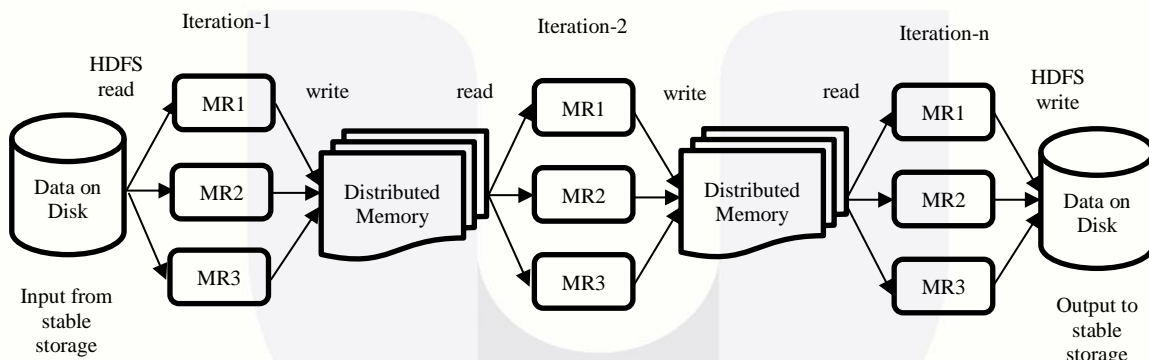 Iteration-1
Iteration-2
Iteration-n
HDFS
read
write
read
write
read
HDFS
write
Data on
Disk
MR1
MR2
MR3
Distributed
Memory
MR1
MR2
MR3
Distributed
Memory
MR1
MR2
MR3
Data on
Disk
Input from
stable
storage
Output to
stable
storage